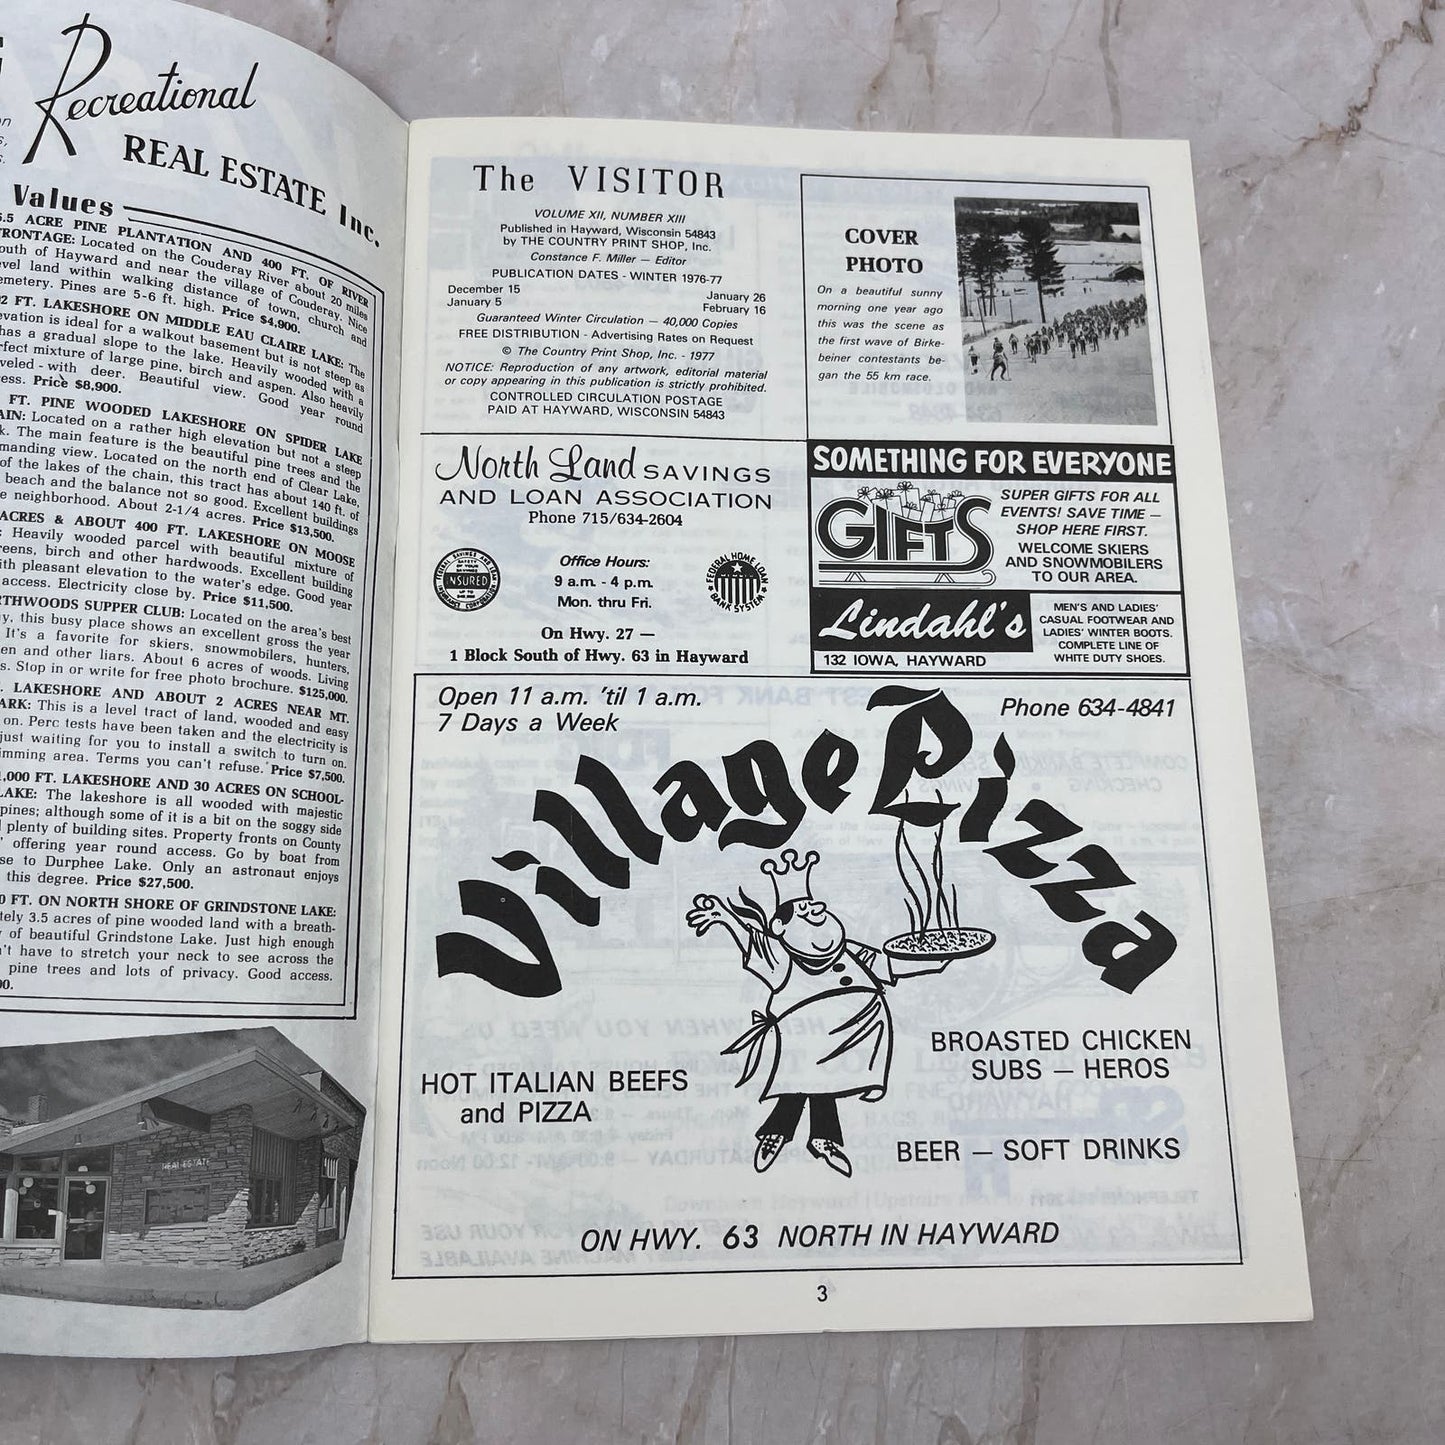 Recreational
REAL ESTATE Inc.
Values
5.5 ACRE PINE PLANTATION AND 400 FT. OF RIVER
FRONTAGE: Located on the Couderay River about 20 miles
south of Hayward and near the village of Couderay. Nice
level land within walking distance of town, church and
cemetery. Pines are 5-6 ft. high. Price $4,900.
FT. LAKESHORE ON MIDDLE EAU CLAIRE LAKE: The
elevation is ideal for a walkout basement but is not steep as
has a gradual slope to the lake. Heavily wooded with a
perfect mixture of large pine, birch and aspen. Also heavily
traveled - with deer. Beautiful view. Good year round
access. Price $8,900.
FT. PINE WOODED LAKESHORE ON SPIDER LAKE
CHAIN: Located on a rather high elevation but not a steep
The main feature is the beautiful pine trees and the
commanding view. Located on the north end of Clear Lake,
of the lakes of the chain, this tract has about 140 ft. of
beach and the balance not so good. Excellent buildings
neighborhood. About 2-1/4 acres. Price $13,500.
ACRES & ABOUT 400 FT. LAKESHORE ON MOOSE
Heavily wooded parcel with beautiful mixture of
evergreens, birch and other hardwoods. Excellent building
with pleasant elevation to the water's edge. Good year
access. Electricity close by. Price $11,500.
NORTHWOODS SUPPER CLUB: Located on the area's best
this busy place shows an excellent gross the year
It's a favorite for skiers, snowmobilers, hunters,
and other liars. About 6 acres of woods. Living
Stop in or write for free photo brochure. $125,000.
LAKESHORE AND ABOUT 2 ACRES NEAR MT.
This is a level tract of land, wooded and easy
on. Perc tests have been taken and the electricity is
just waiting for you to install a switch to turn on.
swimming area. Terms you can't refuse. Price $7,500.
1,000 FT. LAKESHORE AND 30 ACRES ON SCHOOL-
LAKE: The lakeshore is all wooded with majestic
pines; although some of it is a bit on the soggy side
plenty of building sites. Property fronts on County
offering year round access. Go by boat from
to Durphee Lake. Only an astronaut enjoys
this degree. Price $27,500.
FT. ON NORTH SHORE OF GRINDSTONE LAKE:
3.5 acres of pine wooded land with a breath-
of beautiful Grindstone Lake. Just high enough
have to stretch your neck to see across the
pine trees and lots of privacy. Good access.
REAL ESTATE
The VISITOR
VOLUME XII, NUMBER XIII
Published in Hayward, Wisconsin 54843
by THE COUNTRY PRINT SHOP, Inc.
Constance F. Miller — Editor
PUBLICATION DATES - WINTER 1976-77
December 15 January 26
January 5 February 16
Guaranteed Winter Circulation — 40,000 Copies
FREE DISTRIBUTION - Advertising Rates on Request
© The Country Print Shop, Inc. - 1977
NOTICE: Reproduction of any artwork, editorial material
or copy appearing in this publication is strictly prohibited.
CONTROLLED CIRCULATION POSTAGE
PAID AT HAYWARD, WISCONSIN 54843
COVER
PHOTO
On a beautiful sunny
morning one year ago
this was the scene as
the first wave of Birke-
beiner contestants be-
gan the 55 km race.
North Land SAVINGS
AND LOAN ASSOCIATION
Phone 715/634-2604
Office Hours:
9 a.m. - 4 p.m.
Mon. thru Fri.
INSURED
FEDERAL HOME LOAN
BANK SYSTEM
On Hwy. 27 —
1 Block South of Hwy. 63 in Hayward
SOMETHING FOR EVERYONE
GIFTS
SUPER GIFTS FOR ALL
EVENTS! SAVE TIME —
SHOP HERE FIRST.
WELCOME SKIERS
AND SNOWMOBILERS
TO OUR AREA.
Lindahl's
132 IOWA, HAYWARD
MEN'S AND LADIES'
CASUAL FOOTWEAR AND
LADIES' WINTER BOOTS.
COMPLETE LINE OF
WHITE DUTY SHOES.
Open 11 a.m. 'til 1 a.m.
7 Days a Week
Phone 634-4841
Village Pizza
HOT ITALIAN BEEFS
and PIZZA
BROASTED CHICKEN
SUBS — HEROS
BEER — SOFT DRINKS
ON HWY. 63 NORTH IN HAYWARD
3